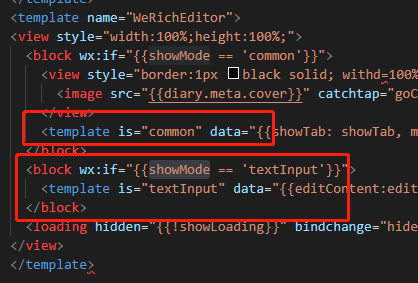 <template name="WeRichEditor">
<view style="width:100%;height:100%;">
<block wx:if="{{showMode == 'common'}}">
<view style="border:1px black solid; withd=100%
<image src="{{diary.meta.cover}}" catchtap="goC
</view>
<template is="common" data="{{showTab: showTab, m
</block>
<block wx:if="{{showMode == 'textInput'}}">
<template is="textInput" data="{{editContent:edit
</block>
<loading hidden="{{!showLoading}}" bindchange="hide
</view>
</template>